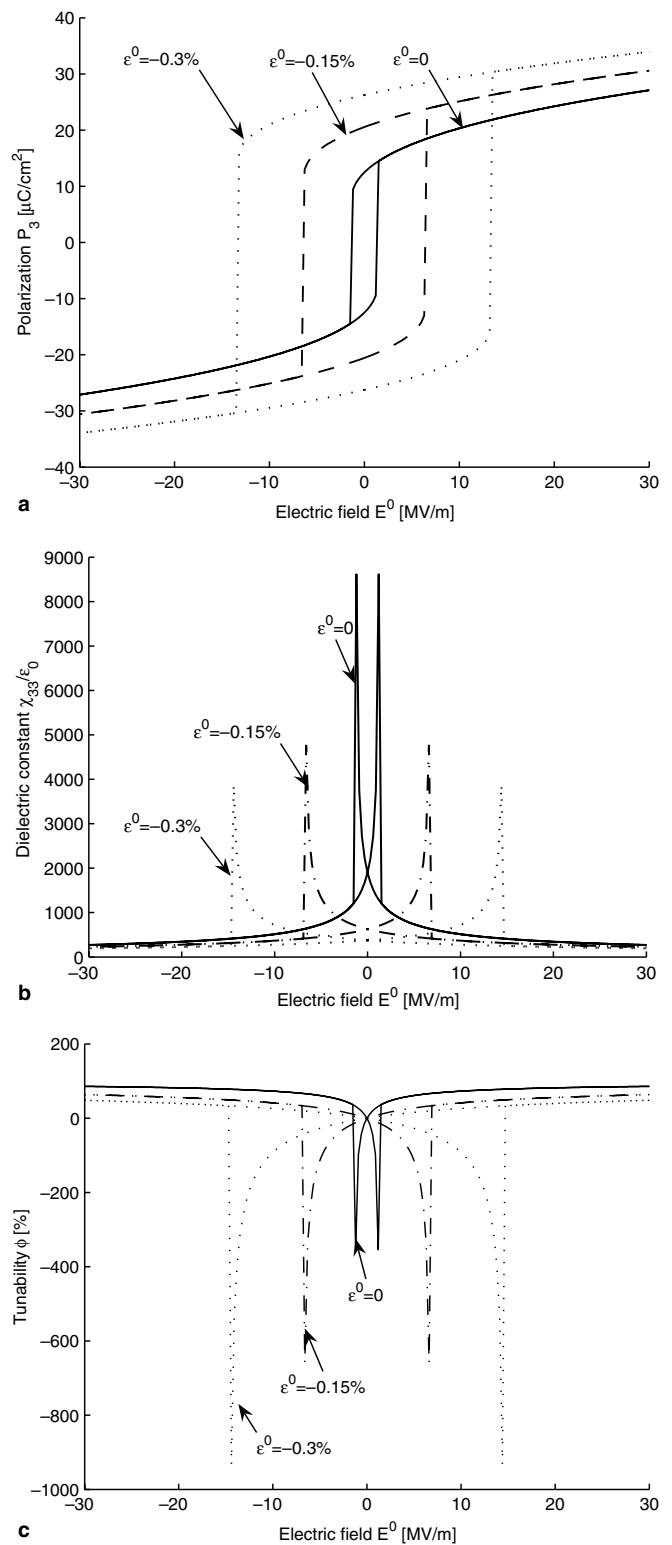 40
ε⁰=−0.3%
ε⁰=−0.15%
ε⁰=0
30
20
10
0
−10
−20
−30
−40
Polarization P₃ [µC/cm²]
−30 −20 −10 0 10 20 30
Electric field E⁰ [MV/m]
a
9000
8000
7000
6000
5000
4000
3000
2000
1000
0
Dielectric constant χ₃₃/ε₀
ε⁰=0
ε⁰=−0.15%
ε⁰=−0.3%
−30 −20 −10 0 10 20 30
Electric field E⁰ [MV/m]
b
200
0
−200
−400
−600
−800
−1000
Tunability ϕ [%]
ε⁰=0
ε⁰=−0.15%
ε⁰=−0.3%
−30 −20 −10 0 10 20 30
Electric field E⁰ [MV/m]
c